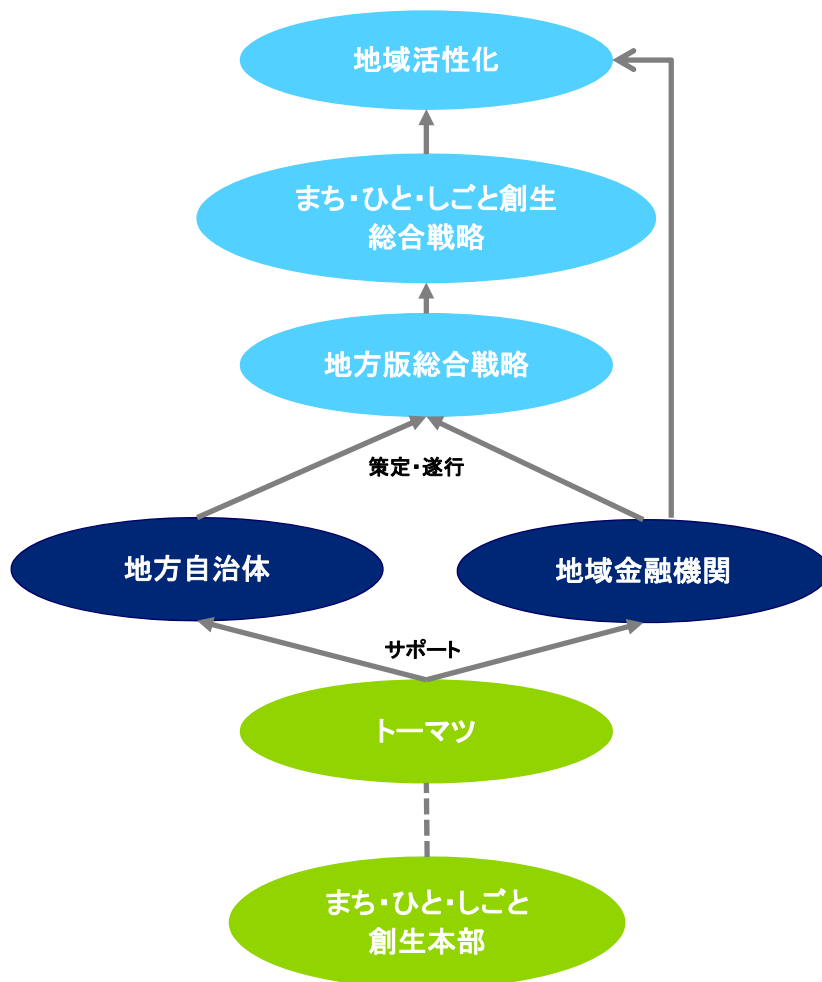 地域活性化
まち・ひと・しごと創生
総合戦略
地方版総合戦略
策定・遂行
地方自治体
地域金融機関
サポート
トーマツ
まち・ひと・しごと
創生本部